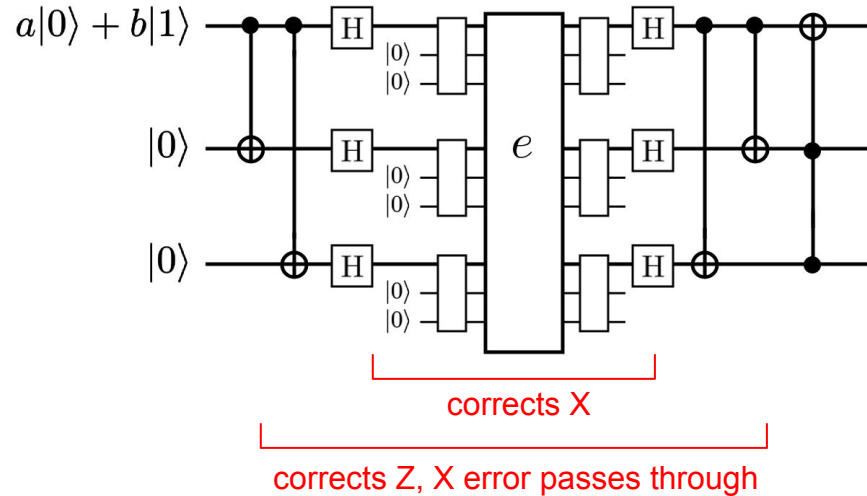 a|0⟩ + b|1⟩
H
H
|0⟩
|0⟩
e
|0⟩
H
H
|0⟩
|0⟩
|0⟩
H
H
|0⟩
|0⟩
corrects X
corrects Z, X error passes through